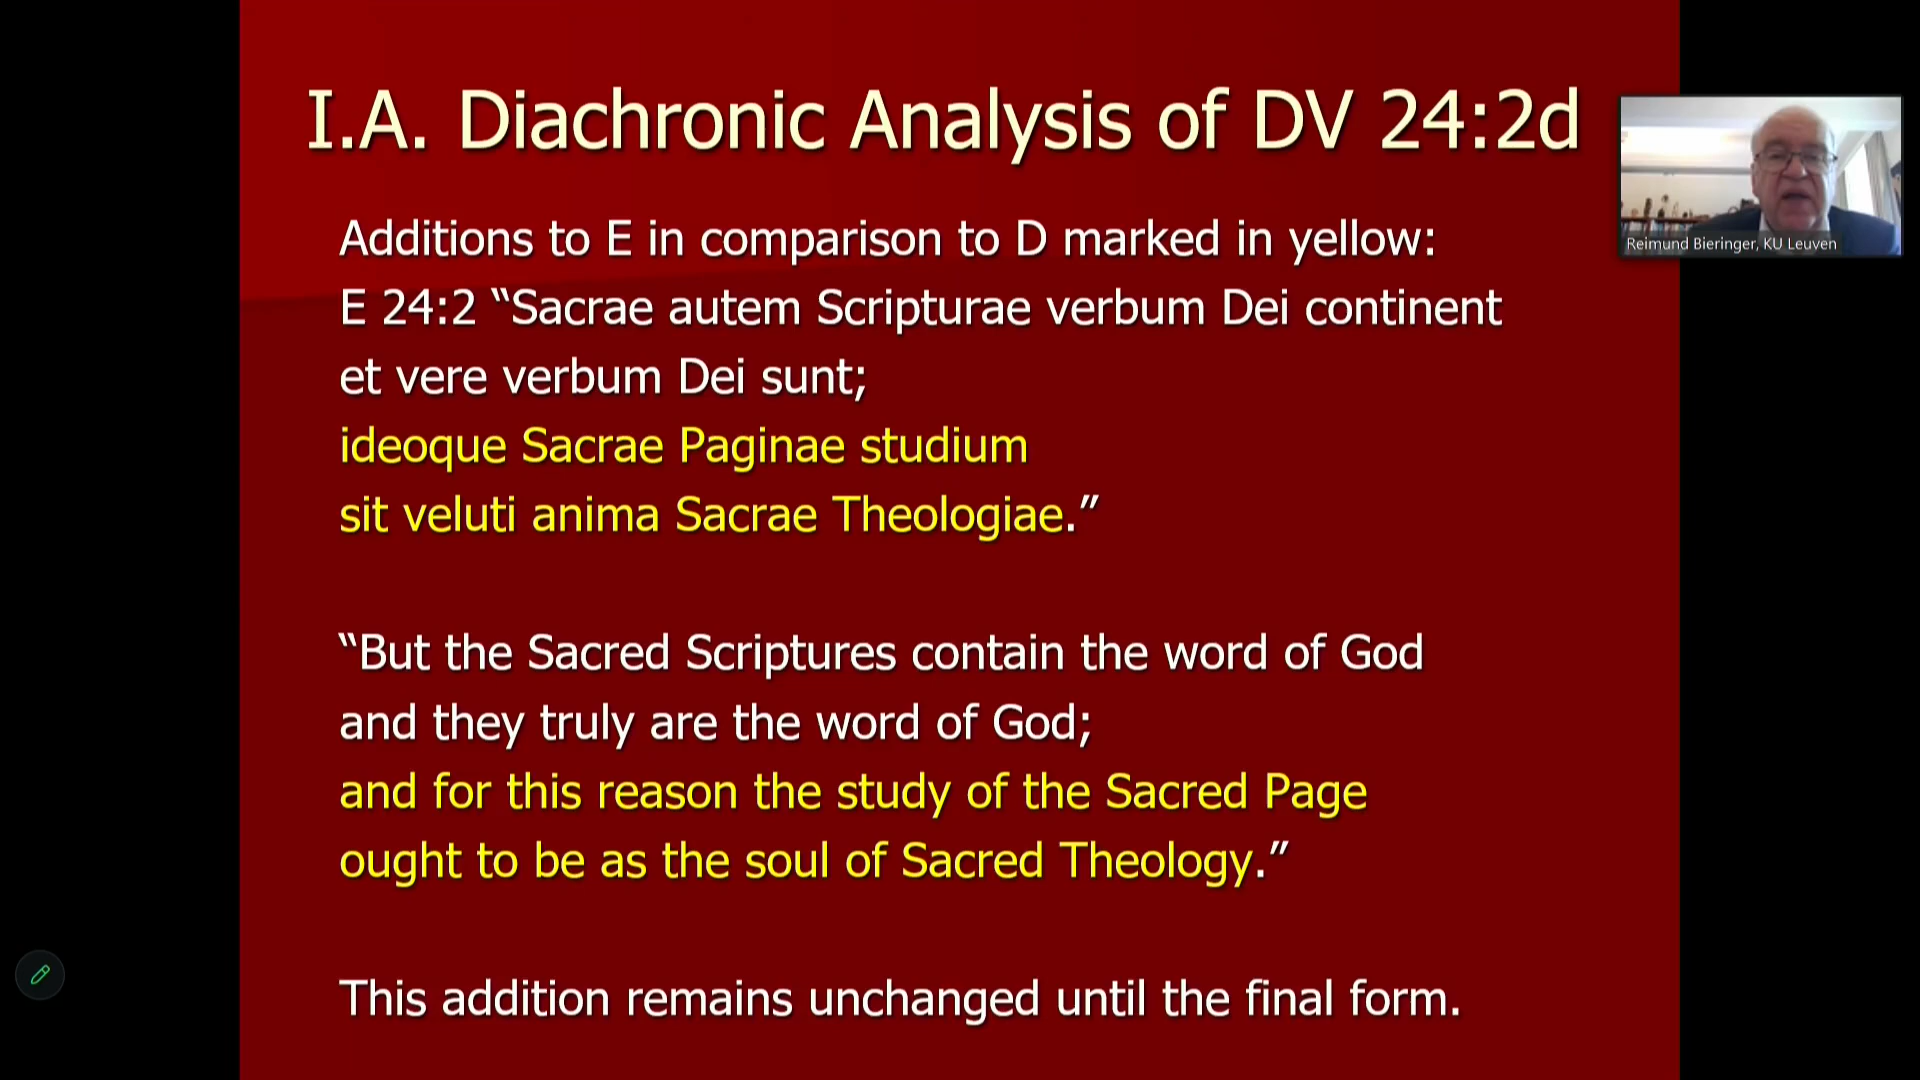 I.A. Diachronic Analysis of DV 24:2d
Reimund Bieringer, KU Leuven
Additions to E in comparison to D marked in yellow:
E 24:2 “Sacrae autem Scripturae verbum Dei continent
et vere verbum Dei sunt;
ideoque Sacrae Paginae studium
sit veluti anima Sacrae Theologiae.”
“But the Sacred Scriptures contain the word of God
and they truly are the word of God;
and for this reason the study of the Sacred Page
ought to be as the soul of Sacred Theology.”
This addition remains unchanged until the final form.